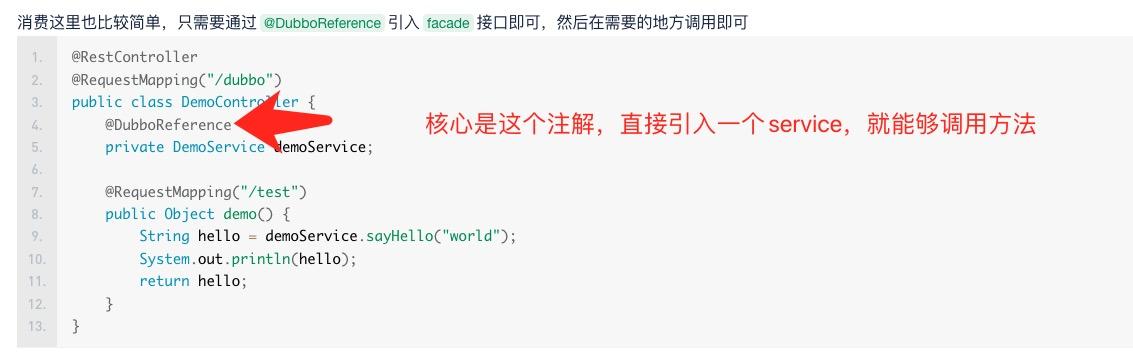 消费这里也比较简单，只需要通过 @DubboReference 引入 facade 接口即可，然后在需要的地方调用即可
1. @RestController
2. @RequestMapping("/dubbo")
3. public class DemoController {
4. @DubboReference
核心是这个注解，直接引入一个service，就能够调用方法
5. private DemoService demoService;
6.
7. @RequestMapping("/test")
8. public Object demo() {
9. String hello = demoService.sayHello("world");
10. System.out.println(hello);
11. return hello;
12. }
13. }